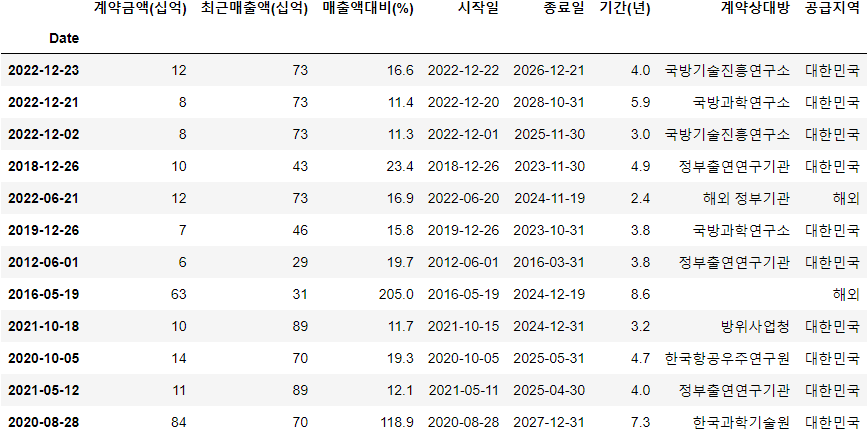 계약금액(십억) 최근매출액(십억) 매출액대비(%) 시작일 종료일 기간(년) 계약상대방 공급지역
Date
2022-12-23 12 73 16.6 2022-12-22 2026-12-21 4.0 국방기술진흥연구소 대한민국
2022-12-21 8 73 11.4 2022-12-20 2028-10-31 5.9 국방과학연구소 대한민국
2022-12-02 8 73 11.3 2022-12-01 2025-11-30 3.0 국방기술진흥연구소 대한민국
2018-12-26 10 43 23.4 2018-12-26 2023-11-30 4.9 정부출연연구기관 대한민국
2022-06-21 12 73 16.9 2022-06-20 2024-11-19 2.4 해외 정부기관 해외
2019-12-26 7 46 15.8 2019-12-26 2023-10-31 3.8 국방과학연구소 대한민국
2012-06-01 6 29 19.7 2012-06-01 2016-03-31 3.8 정부출연연구기관 대한민국
2016-05-19 63 31 205.0 2016-05-19 2024-12-19 8.6 해외
2021-10-18 10 89 11.7 2021-10-15 2024-12-31 3.2 방위사업청 대한민국
2020-10-05 14 70 19.3 2020-10-05 2025-05-31 4.7 한국항공우주연구원 대한민국
2021-05-12 11 89 12.1 2021-05-11 2025-04-30 4.0 정부출연연구기관 대한민국
2020-08-28 84 70 118.9 2020-08-28 2027-12-31 7.3 한국과학기술원 대한민국